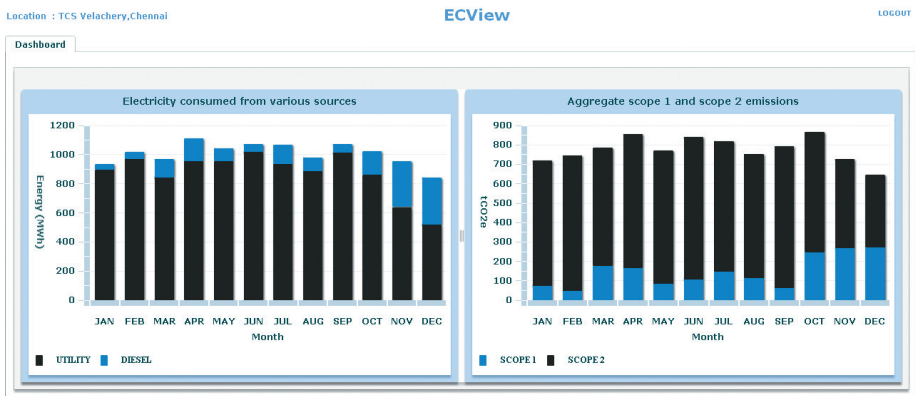 Location : TCS Velachery,Chennai
ECView
LOGOUT
Dashboard
Electricity consumed from various sources
1200
1000
800
600
400
200
0
Energy (MWh)
JAN FEB MAR APR MAY JUN JUL AUG SEP OCT NOV DEC
Month
UTILITY DIESEL
Aggregate scope 1 and scope 2 emissions
900
800
700
600
500
400
300
200
100
0
tCO2e
JAN FEB MAR APR MAY JUN JUL AUG SEP OCT NOV DEC
Month
SCOPE 1 SCOPE 2